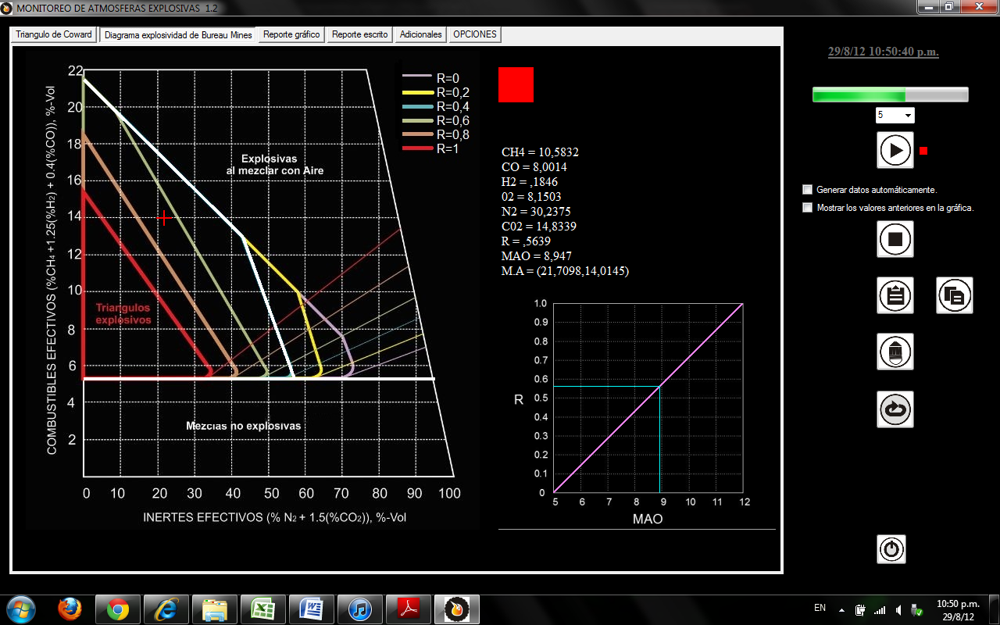 MONITOREO DE ATMOSFERAS EXPLOSIVAS 1.2
Triangulo de Coward
Diagrama explosividad de Bureau Mines
Reporte gráfico
Reporte escrito
Adicionales
OPCIONES
COMBUSTIBLES EFECTIVOS (%CH4 +1.25(%H2) + 0.4(%CO)), %-Vol
22
20
18
16
14
12
10
8
6
4
2
R=0
R=0,2
R=0,4
R=0,6
R=0,8
R=1
Explosivas
al mezclar con Aire
Triangulos
explosivos
Mezclas no explosivas
0 10 20 30 40 50 60 70 80 90 100
INERTES EFECTIVOS (% N2 + 1.5(%CO2)), %-Vol
CH4 = 10,5832
CO = 8,0014
H2 = ,1846
02 = 8,1503
N2 = 30,2375
C02 = 14,8339
R = ,5639
MAO = 8,947
M.A = (21,7098,14,0145)
1.0
0.9
0.8
0.7
0.6
0.5
0.4
0.3
0.2
0.1
0
R
5 6 7 8 9 10 11 12
MAO
29/8/12 10:50:40 p.m.
5
Generar datos automáticamente.
Mostrar los valores anteriores en la gráfica.
EN
10:50 p.m.
29/8/12